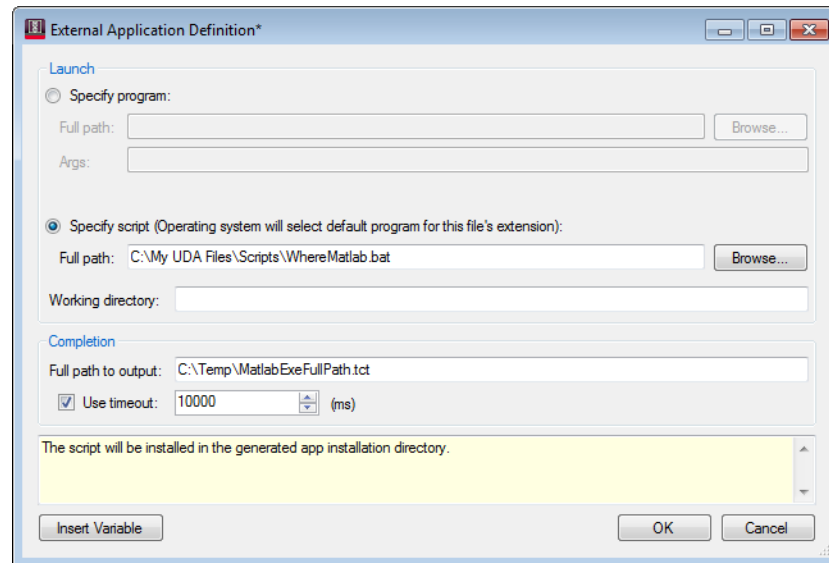 External Application Definition*
Launch
Specify program:
Full path:
Browse...
Args:
Specify script (Operating system will select default program for this file's extension):
Full path: C:\My UDA Files\Scripts\WhereMatlab.bat Browse...
Working directory:
Completion
Full path to output: C:\Temp\MatlabExeFullPath.tct
Use timeout: 10000 (ms)
The script will be installed in the generated app installation directory.
Insert Variable OK Cancel